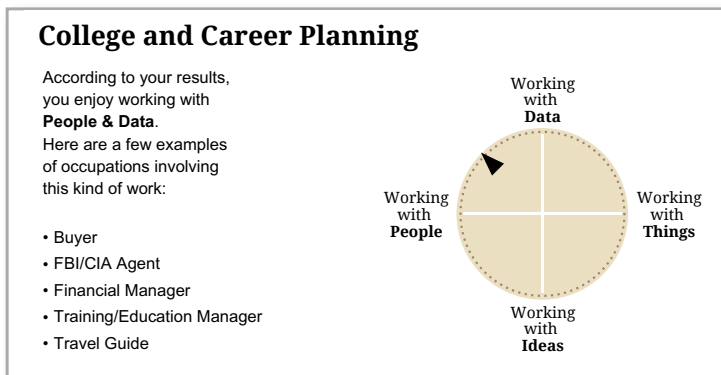 College and Career Planning
According to your results,
you enjoy working with
People & Data.
Here are a few examples
of occupations involving
this kind of work:
• Buyer
• FBI/CIA Agent
• Financial Manager
• Training/Education Manager
• Travel Guide
Working
with
Data
Working
with
People
Working
with
Things
Working
with
Ideas